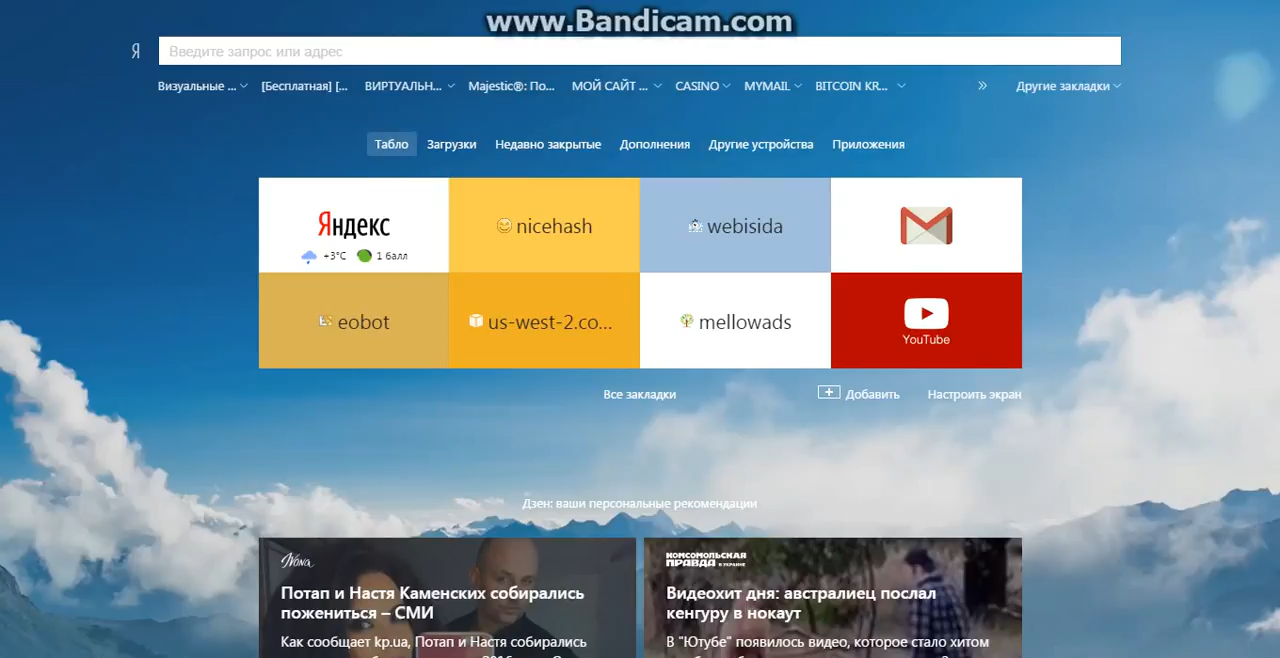 www.Bandicam.com
Я Введите запрос или адрес
Визуальные ... [Бесплатная] [... ВИРТУАЛЬН... Majestic®: По... МОЙ САЙТ ... CASINO MYMAIL BITCOIN KR... » Другие закладки
Табло Загрузки Недавно закрытые Дополнения Другие устройства Приложения
Яндекс
+3°C 1 балл
nicehash
webisida
eobot
us-west-2.co...
mellowads
YouTube
Все закладки Добавить Настроить экран
Дзен: ваши персональные рекомендации
Ivona
Потап и Настя Каменских собирались
пожениться – СМИ
Как сообщает kp.ua, Потап и Настя собирались
КОМСОМОЛЬСКАЯ
ПРАВДА В УКРАИНЕ
Видеохит дня: австралиец послал
кенгуру в нокаут
В "Ютубе" появилось видео, которое стало хитом